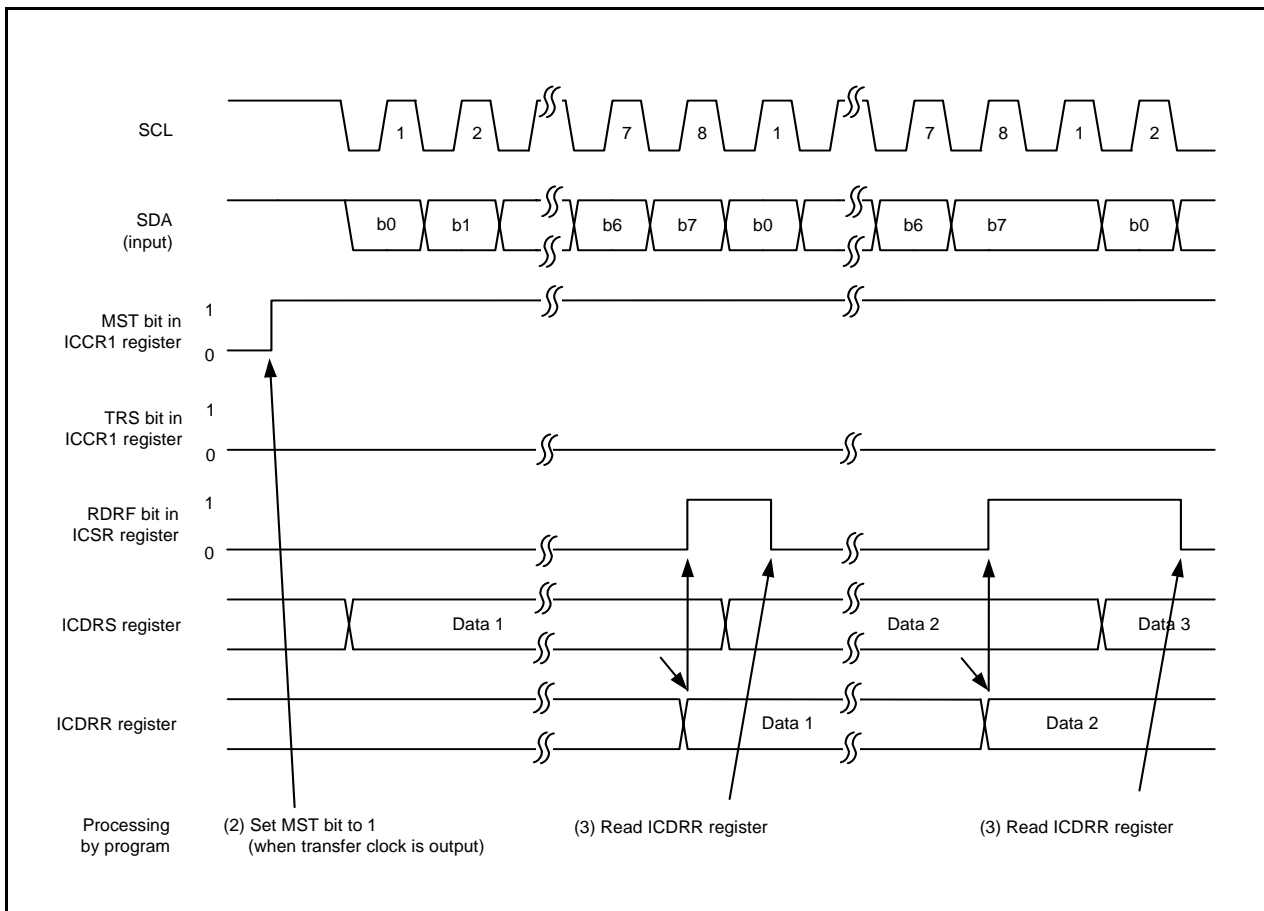 SCL
1 2 7 8 1 7 8 1 2
SDA
(input)
b0 b1 b6 b7 b0 b6 b7 b0
MST bit in
ICCR1 register
1
0
TRS bit in
ICCR1 register
1
0
RDRF bit in
ICSR register
1
0
ICDRS register
Data 1 Data 2 Data 3
ICDRR register
Data 1 Data 2
Processing
by program
(2) Set MST bit to 1
(when transfer clock is output)
(3) Read ICDRR register
(3) Read ICDRR register